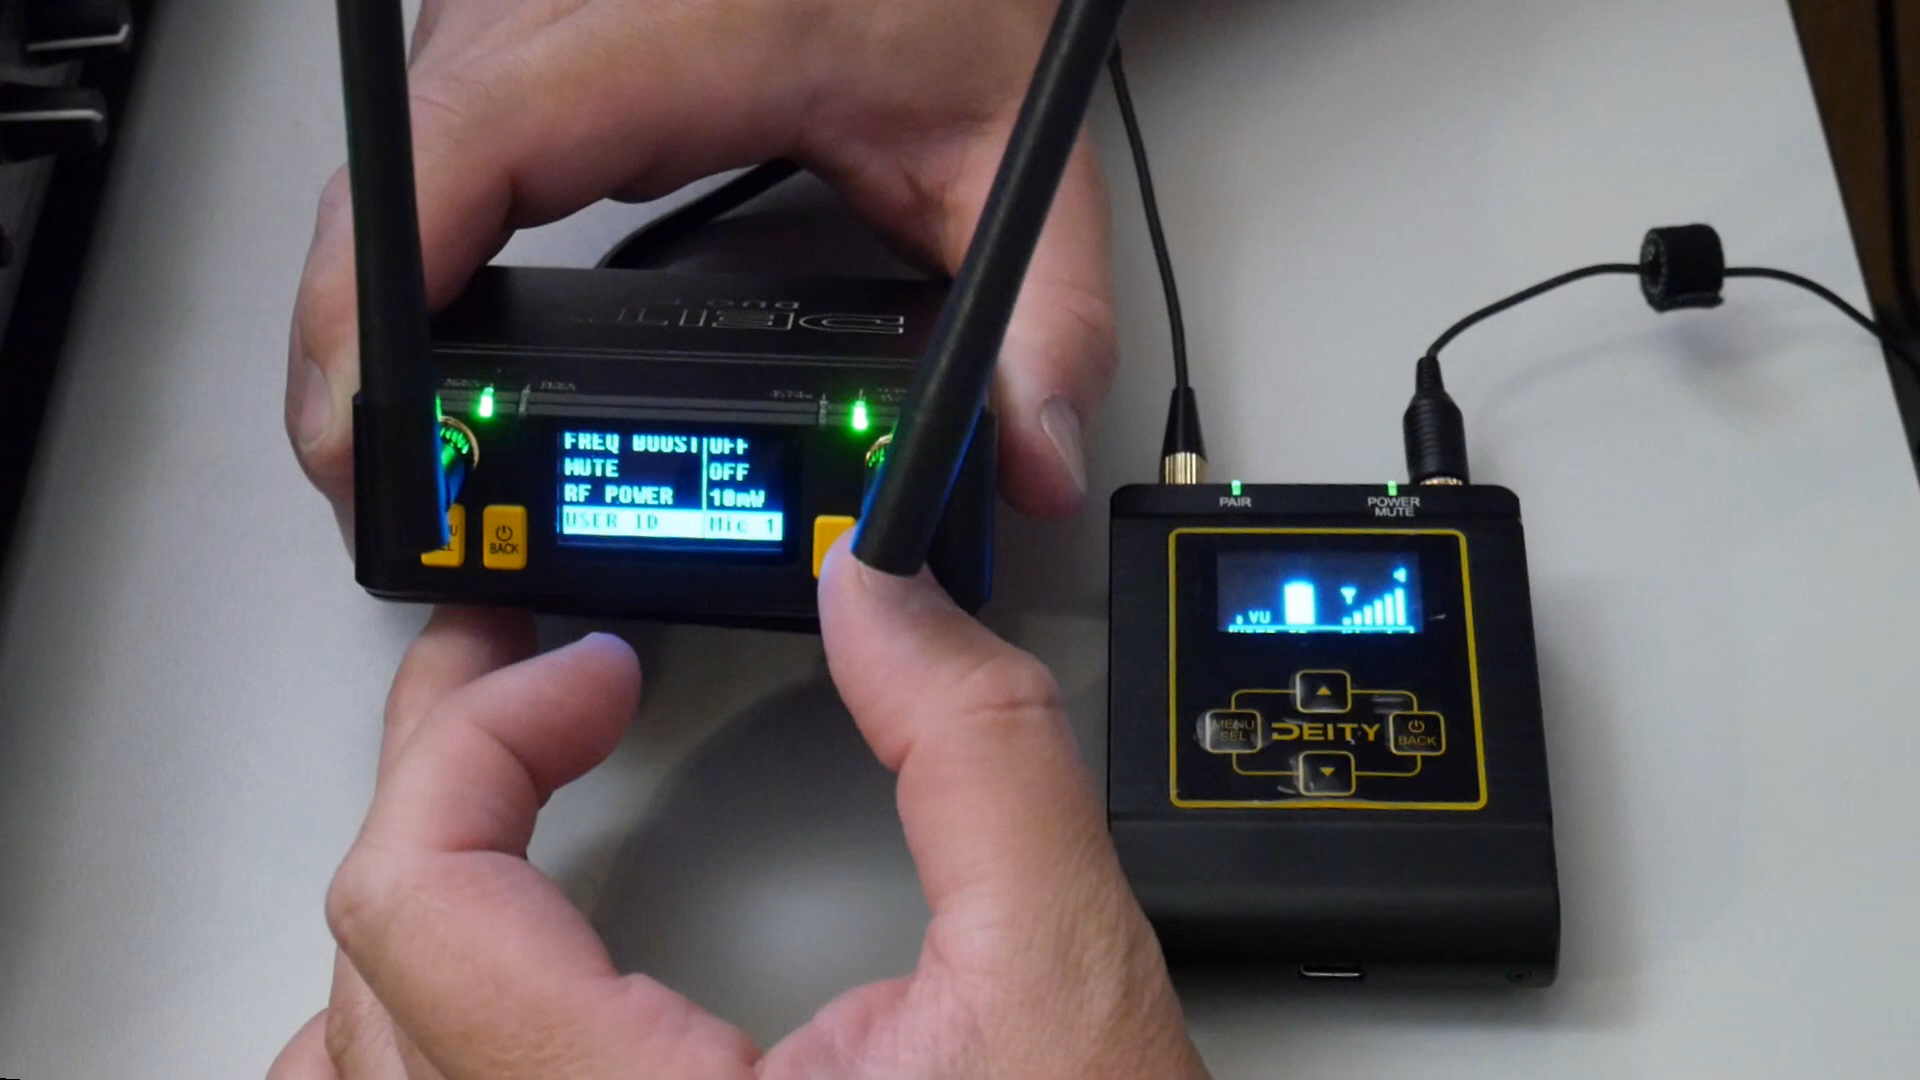 DUO
FREQ BOOST OFF
MUTE OFF
RF POWER 10mW
USER ID Mic 1
BACK
PAIR
POWER
MUTE
VU
MENU
SEL
DEITY
BACK